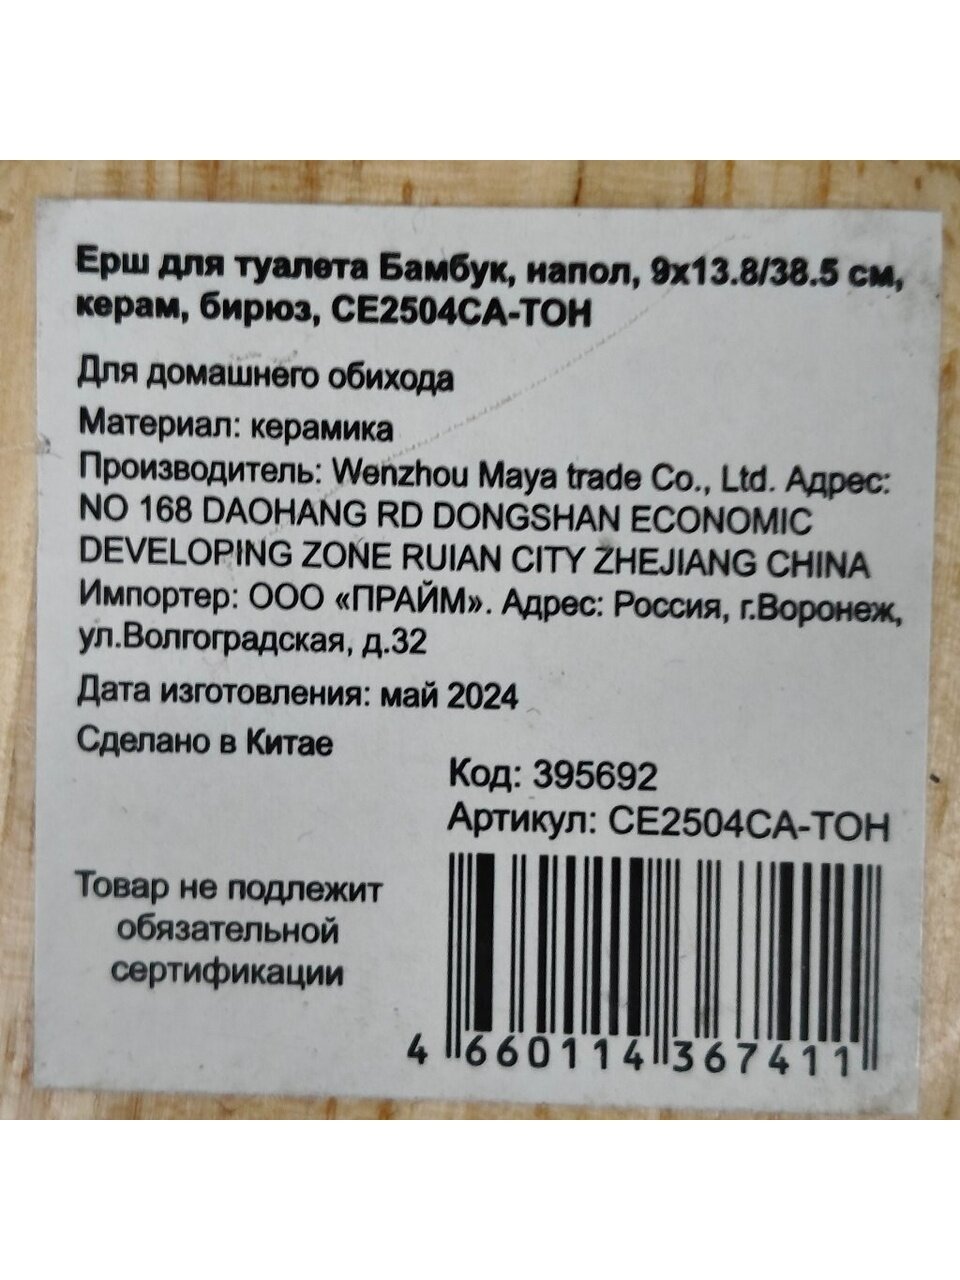 Ерш для туалета Бамбук, напол, 9х13.8/38.5 см,
керам, бирюз, CE2504CA-TOH
Для домашнего обихода
Материал: керамика
Производитель: Wenzhou Maya trade Co., Ltd. Адрес:
NO 168 DAOHANG RD DONGSHAN ECONOMIC
DEVELOPING ZONE RUIAN CITY ZHEJIANG CHINA
Импортер: ООО «ПРАЙМ». Адрес: Россия, г.Воронеж,
ул.Волгоградская, д.32
Дата изготовления: май 2024
Сделано в Китае
Код: 395692
Артикул: CE2504CA-TOH
Товар не подлежит
обязательной
сертификации
4 660114 367411